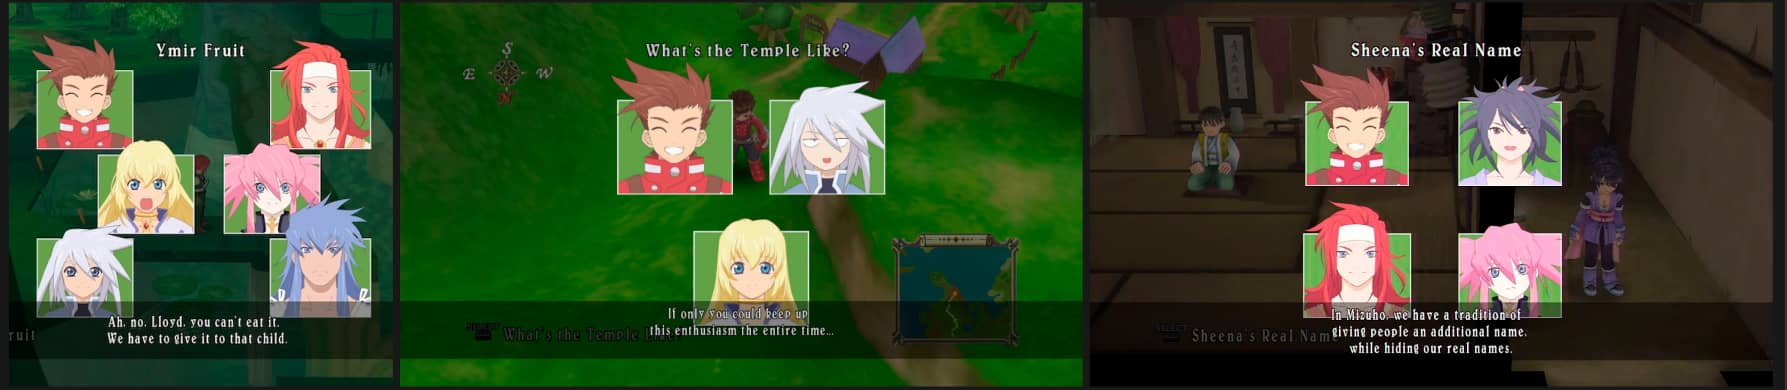 Ymir Fruit
ruit
Ah, no, Lloyd, you can't eat it.
We have to give it to that child.
What's the Temple Like?
S
E
W
N
SELECT
What's the Temple Like?
If only you could keep up
this enthusiasm the entire time...
Sheena's Real Name
SELECT
Sheena's Real Name
In Mizuho, we have a tradition of
giving people an additional name,
while hiding our real names.